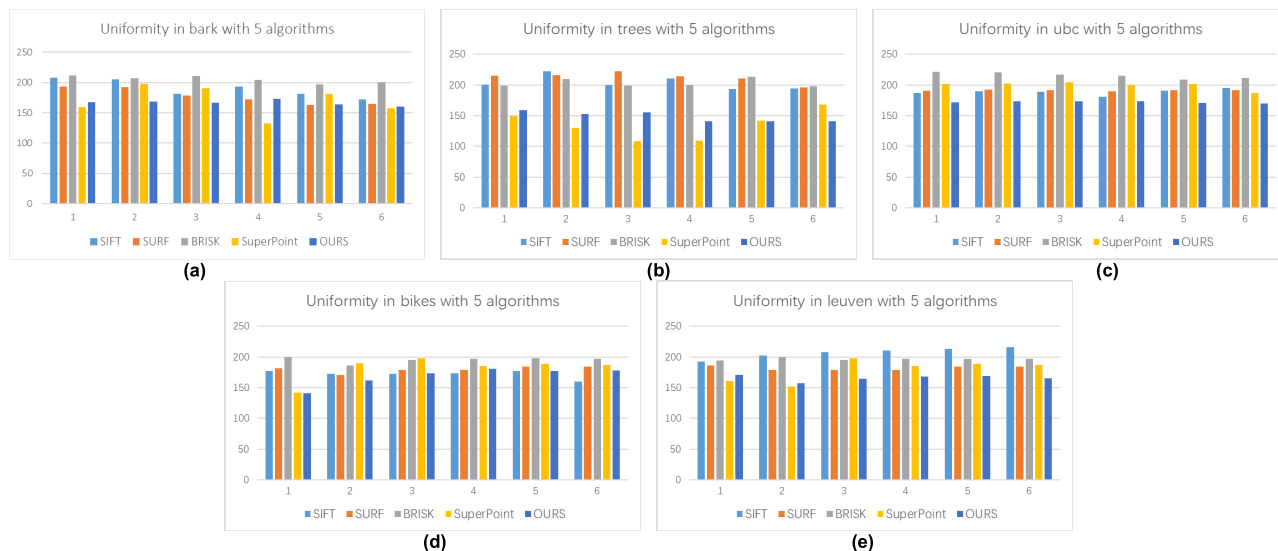 Uniformity in bark with 5 algorithms
250
200
150
100
50
0
1 2 3 4 5 6
SIFT SURF BRISK SuperPoint OURS
(a)
Uniformity in trees with 5 algorithms
250
200
150
100
50
0
1 2 3 4 5 6
SIFT SURF BRISK SuperPoint OURS
(b)
Uniformity in ubc with 5 algorithms
250
200
150
100
50
0
1 2 3 4 5 6
SIFT SURF BRISK SuperPoint OURS
(c)
Uniformity in bikes with 5 algorithms
250
200
150
100
50
0
1 2 3 4 5 6
SIFT SURF BRISK SuperPoint OURS
(d)
Uniformity in leuven with 5 algorithms
250
200
150
100
50
0
1 2 3 4 5 6
SIFT SURF BRISK SuperPoint OURS
(e)